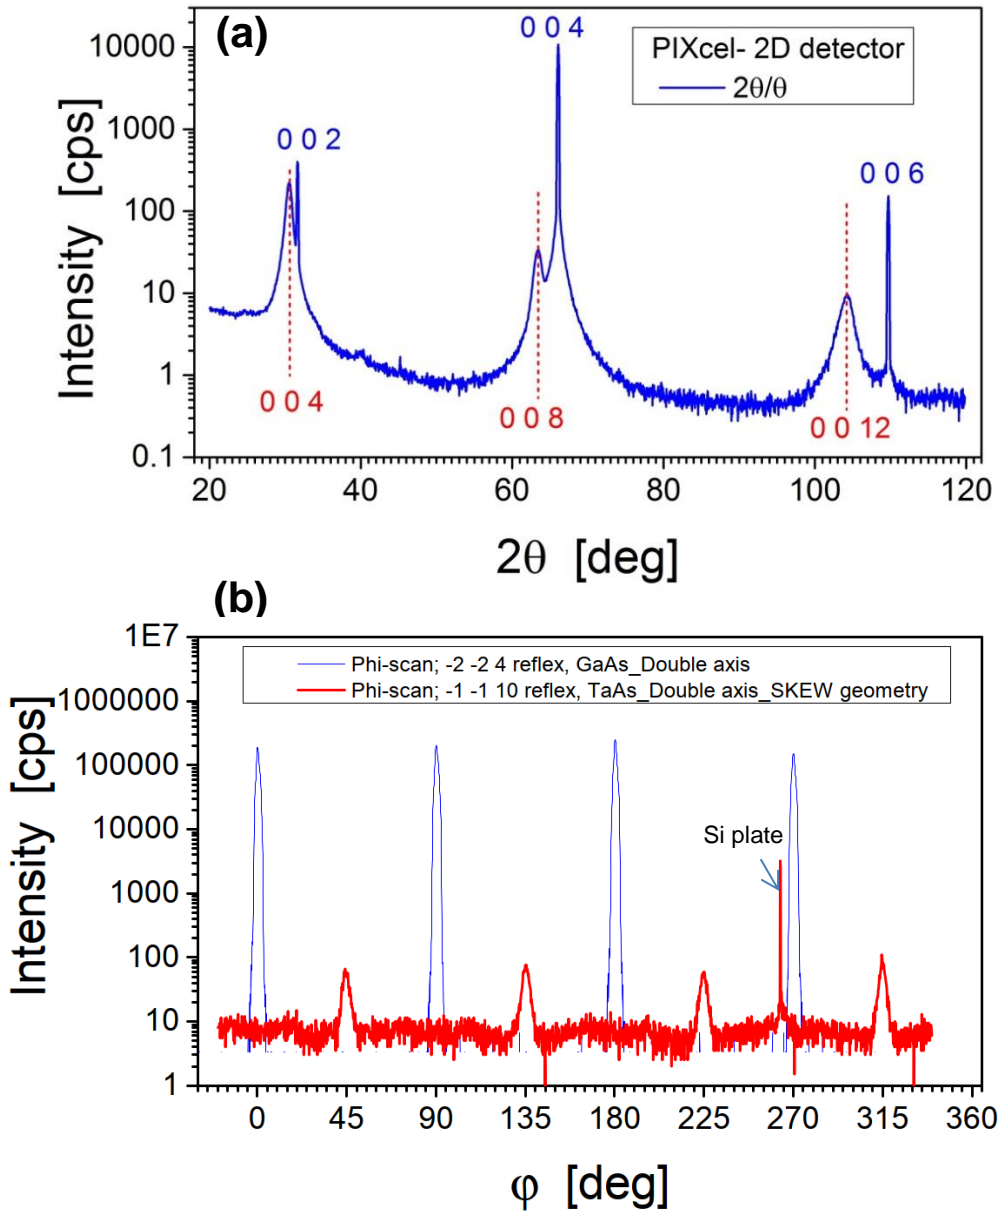 (a)
0 0 4
PIXcel- 2D detector
2θ/θ
0 0 2
0 0 6
0 0 4
0 0 8
0 0 12
Intensity [cps]
10000
1000
100
10
1
0.1
20
40
60
80
100
120
2θ [deg]
(b)
Phi-scan; -2 -2 4 reflex, GaAs_Double axis
Phi-scan; -1 -1 10 reflex, TaAs_Double axis_SKEW geometry
Si plate
Intensity [cps]
1E7
1000000
100000
10000
1000
100
10
1
0
45
90
135
180
225
270
315
360
φ [deg]